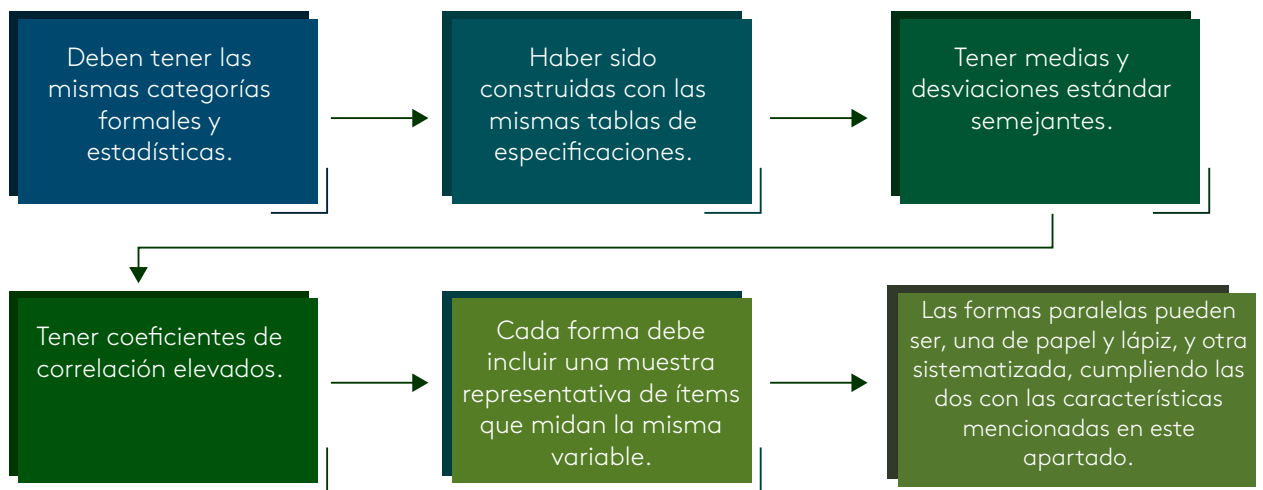 Deben tener las
mismas categorías
formales y
estadísticas.
Haber sido
construidas con las
mismas tablas de
especificaciones.
Tener medias y
desviaciones estándar
semejantes.
Tener coeficientes de
correlación elevados.
Cada forma debe
incluir una muestra
representativa de ítems
que midan la misma
variable.
Las formas paralelas pueden
ser, una de papel y lápiz, y otra
sistematizada, cumpliendo las
dos con las características
mencionadas en este
apartado.